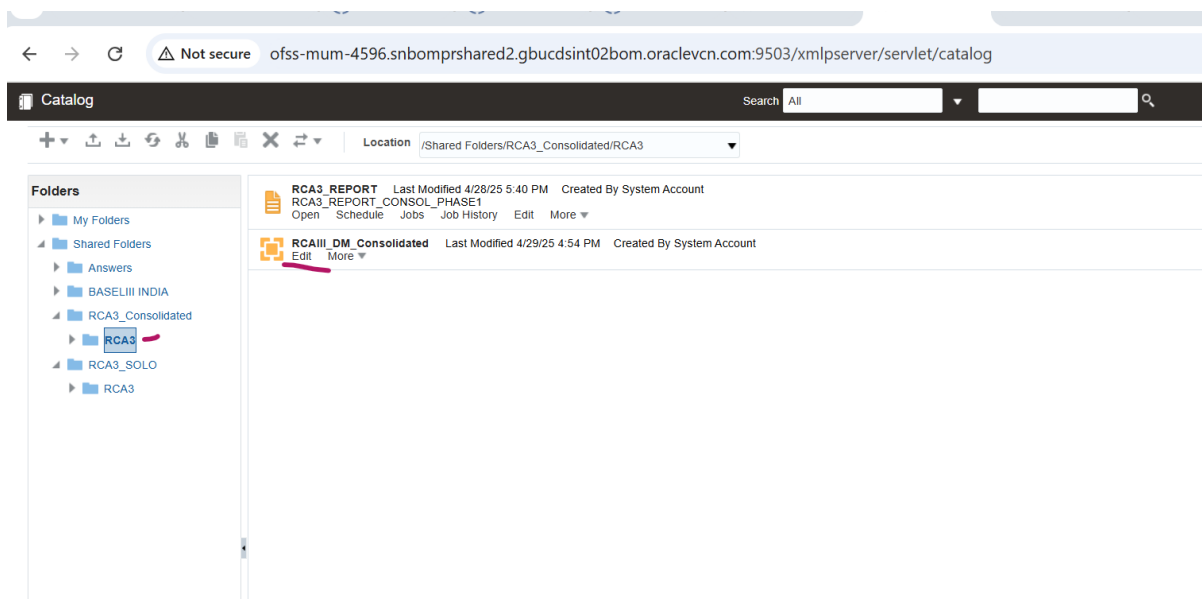 Not secure ofss-mum-4596.snbomprshared2.gbucdsint02bom.oraclevcn.com:9503/xmlpserver/servlet/catalog
Catalog Search All
Location /Shared Folders/RCA3_Consolidated/RCA3
Folders
My Folders
Shared Folders
Answers
BASELIII INDIA
RCA3_Consolidated
RCA3
RCA3_SOLO
RCA3
RCA3_REPORT Last Modified 4/28/25 5:40 PM Created By System Account
RCA3_REPORT_CONSOL_PHASE1
Open Schedule Jobs Job History Edit More
RCAIII_DM_Consolidated Last Modified 4/29/25 4:54 PM Created By System Account
Edit More